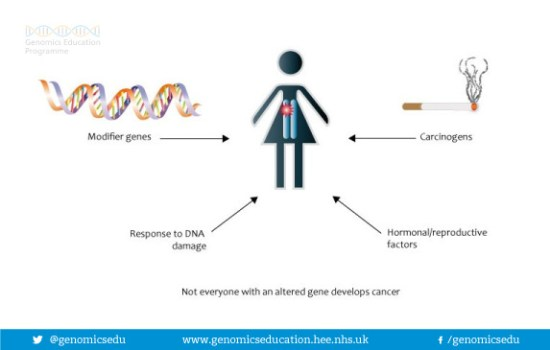 Genomics Education
Programme
Modifier genes
Carcinogens
Response to DNA
damage
Hormonal/reproductive
factors
Not everyone with an altered gene develops cancer
@genomicsedu
www.genomicseducation.hee.nhs.uk
/genomicsedu